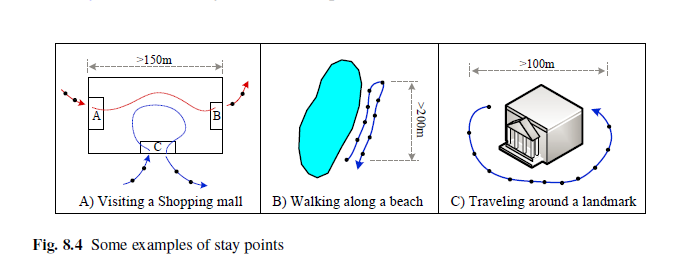 >150m
A
B
C
A) Visiting a Shopping mall
>200m
B) Walking along a beach
>100m
C) Traveling around a landmark
Fig. 8.4 Some examples of stay points